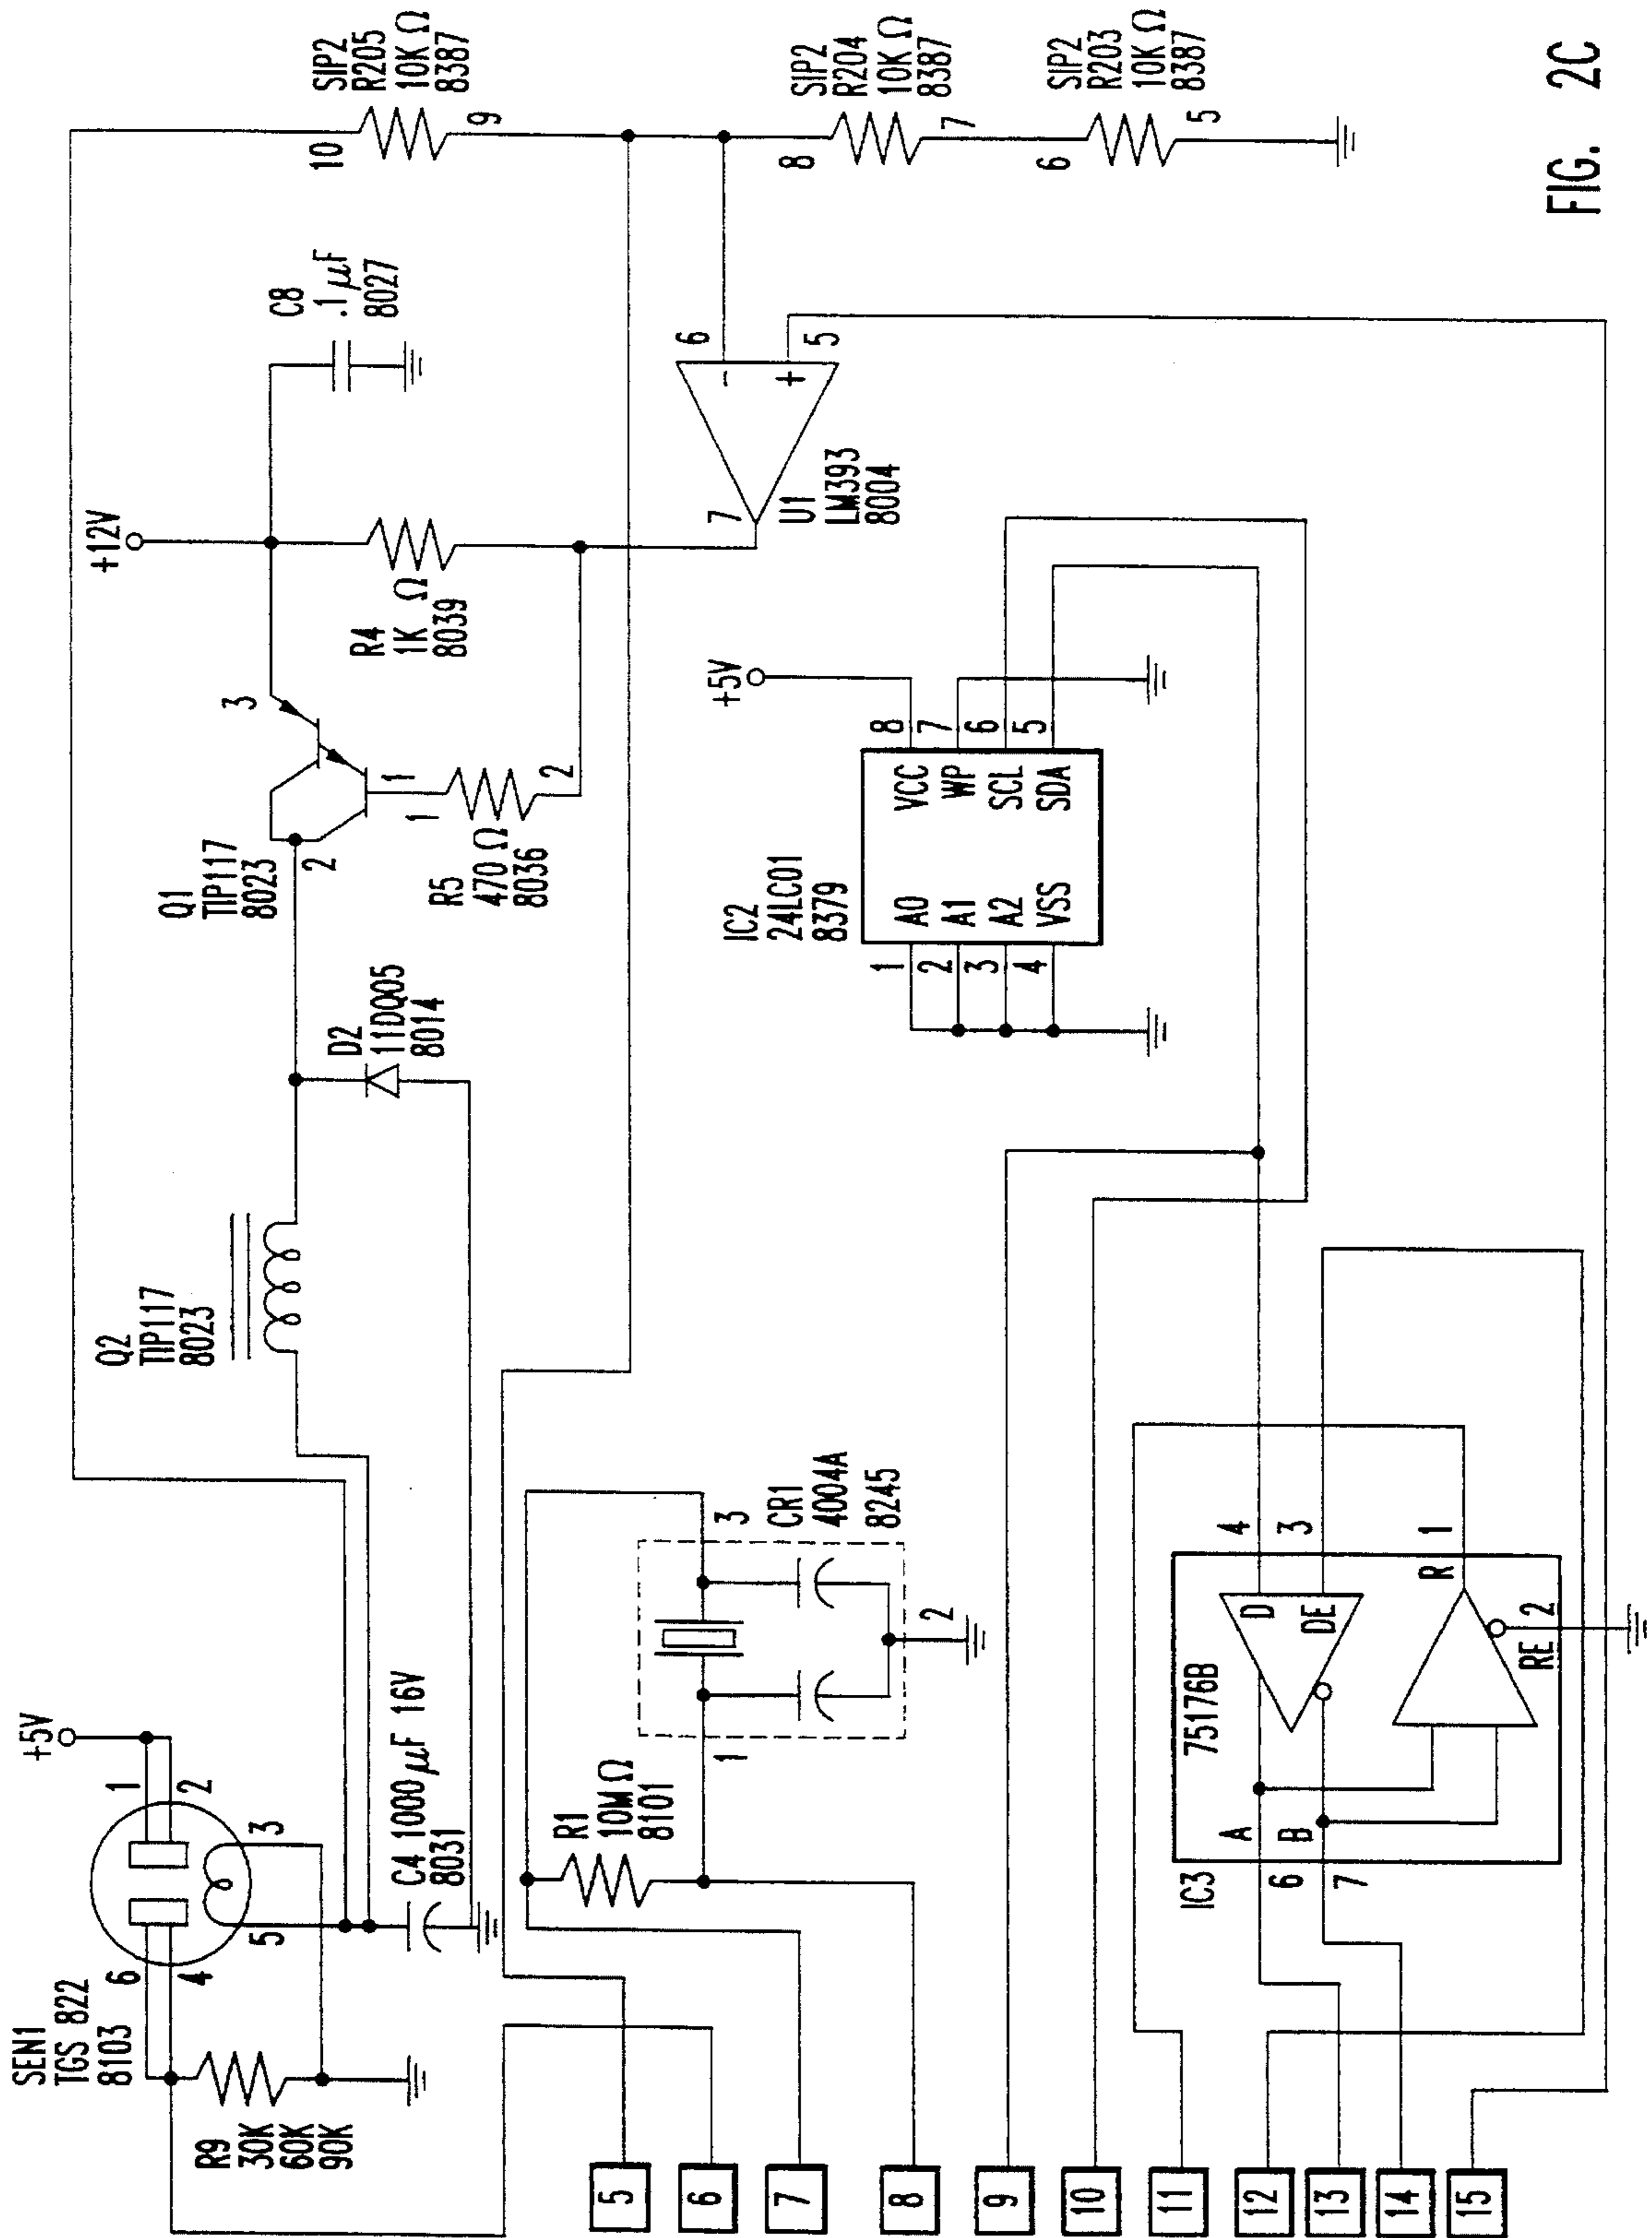 SEN1
TGS 822
8103
6
4
5
1
2
3
+5V
R9
30K
60K
90K
C4 1000 µF 16V
8031
Q2
TIP117
8023
D2
11DQ05
8014
Q1
TIP117
8023
2
3
1
1
R5
470 Ω
8036
2
+12V
R4
1K Ω
8039
C8
.1 µF
8027
SIP2
R205
10K Ω
8387
10
9
SIP2
R204
10K Ω
8387
8
7
SIP2
R203
10K Ω
8387
6
5
7
U1
LM393
8004
-
+
6
5
R1
10M Ω
8101
1
3
CR1
4004A
8245
2
IC2
24LC01
8379
1
2
3
4
A0
A1
A2
VSS
VCC
WP
SCL
SDA
8
7
6
5
+5V
IC3
75176B
6
7
A
B
D
DE
R
RE
4
3
1
2
5
6
7
8
9
10
11
12
13
14
15
FIG. 2C